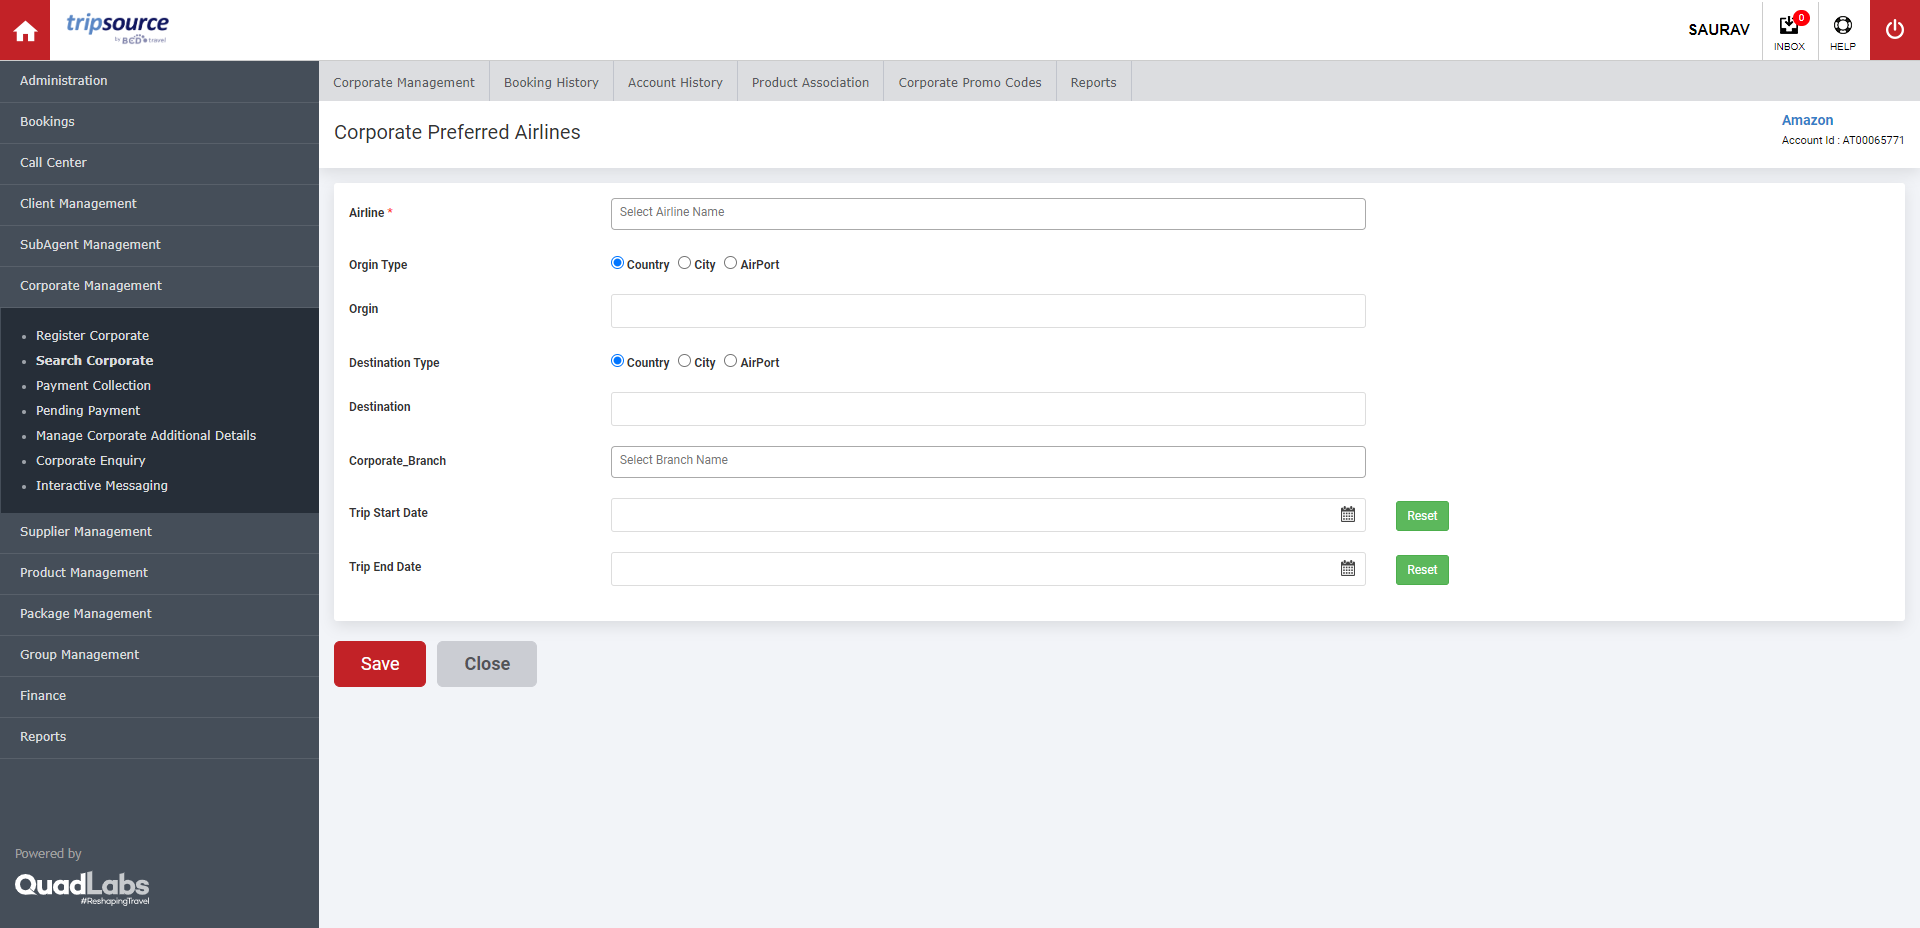 tripsource
by BCD travel
SAURAV
0
INBOX
HELP
Administration
Bookings
Call Center
Client Management
SubAgent Management
Corporate Management
Register Corporate
Search Corporate
Payment Collection
Pending Payment
Manage Corporate Additional Details
Corporate Enquiry
Interactive Messaging
Supplier Management
Product Management
Package Management
Group Management
Finance
Reports
Powered by
QuadLabs
#ReshapingTravel
Corporate Management
Booking History
Account History
Product Association
Corporate Promo Codes
Reports
Corporate Preferred Airlines
Amazon
Account Id : AT00065771
Airline *
Select Airline Name
Orgin Type
Country City AirPort
Orgin
Destination Type
Country City AirPort
Destination
Corporate_Branch
Select Branch Name
Trip Start Date
Reset
Trip End Date
Reset
Save
Close